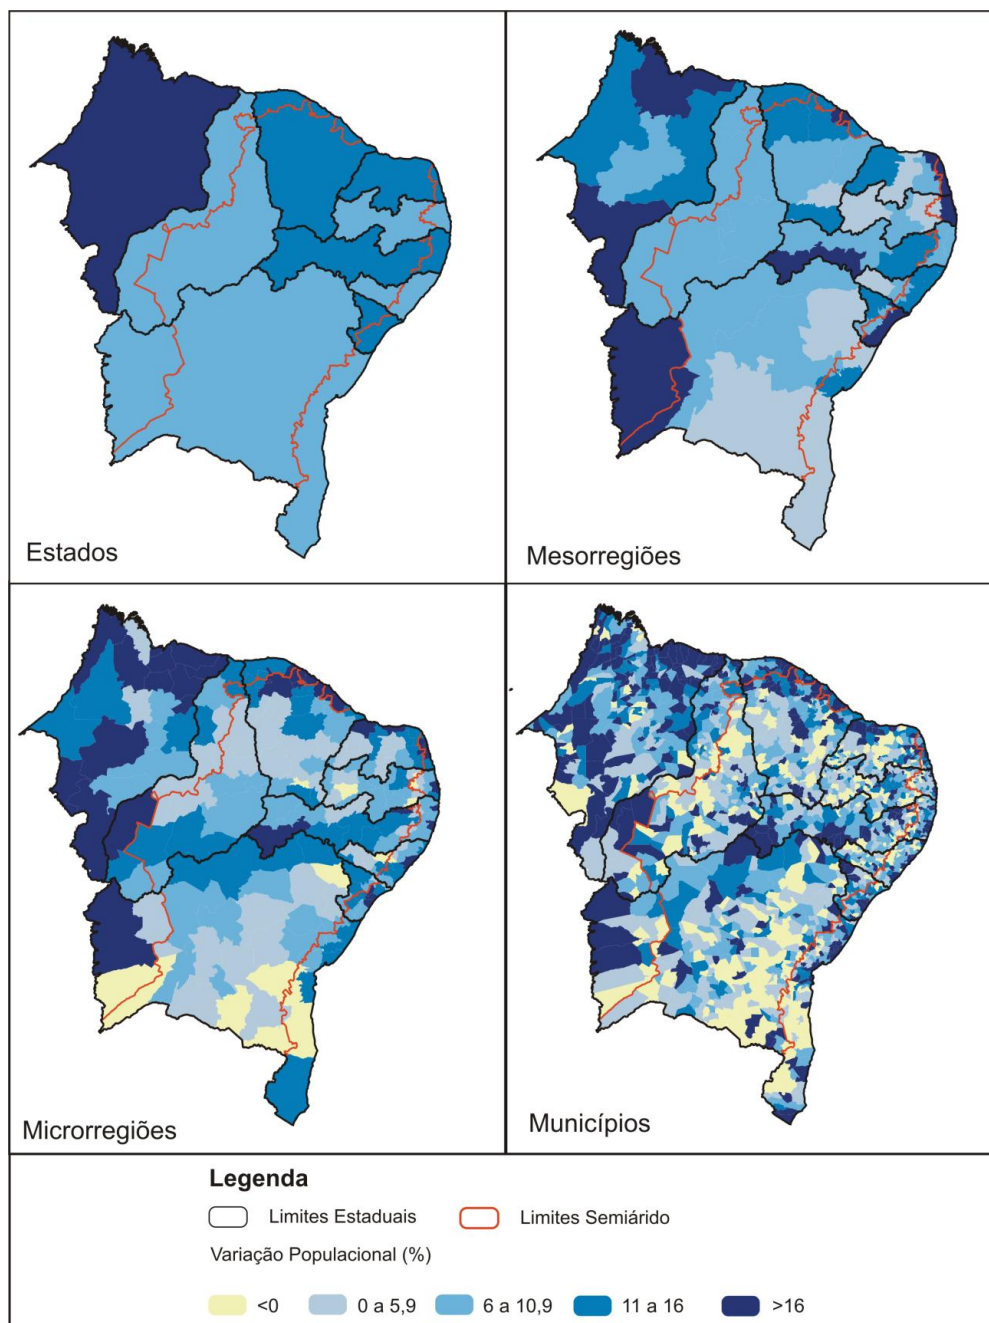 Estados
Mesorregiões
Microrregiões
Municípios
Legenda
Limites Estaduais
Limites Semiárido
Variação Populacional (%)
<0
0 a 5,9
6 a 10,9
11 a 16
>16